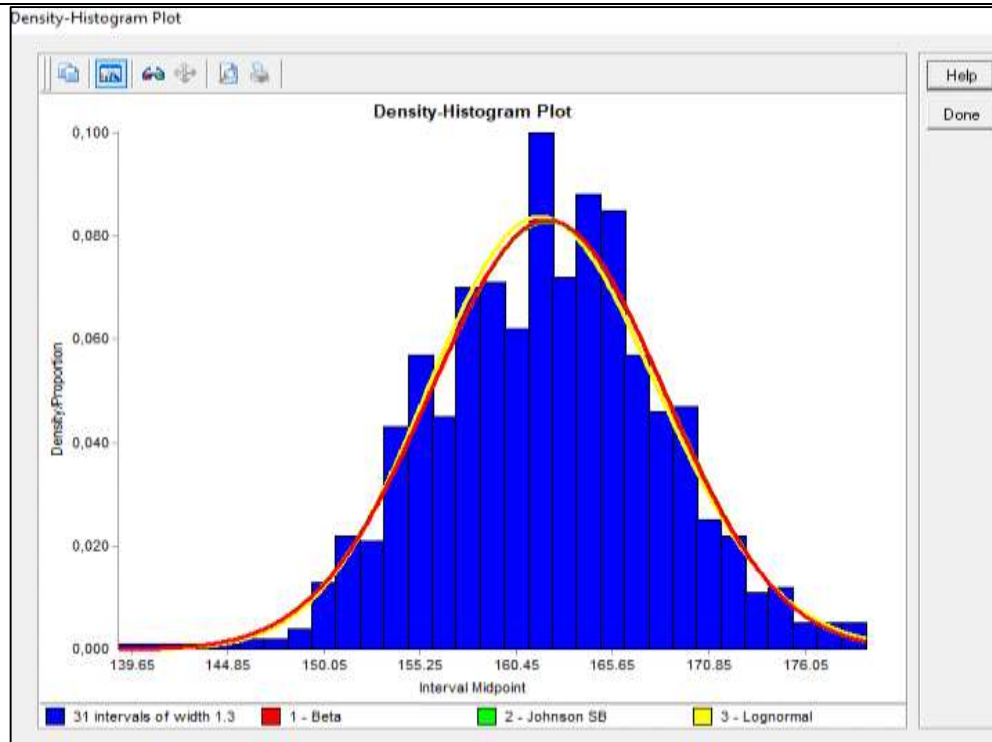 Density-Histogram Plot
Help
Done
Density-Histogram Plot
0,100
0,080
0,060
0,040
0,020
0,000
Density/Proportion
139.65 144.85 150.05 155.25 160.45 165.65 170.85 176.05
Interval Midpoint
31 intervals of width 1.3 1 - Beta 2 - Johnson SB 3 - Lognormal